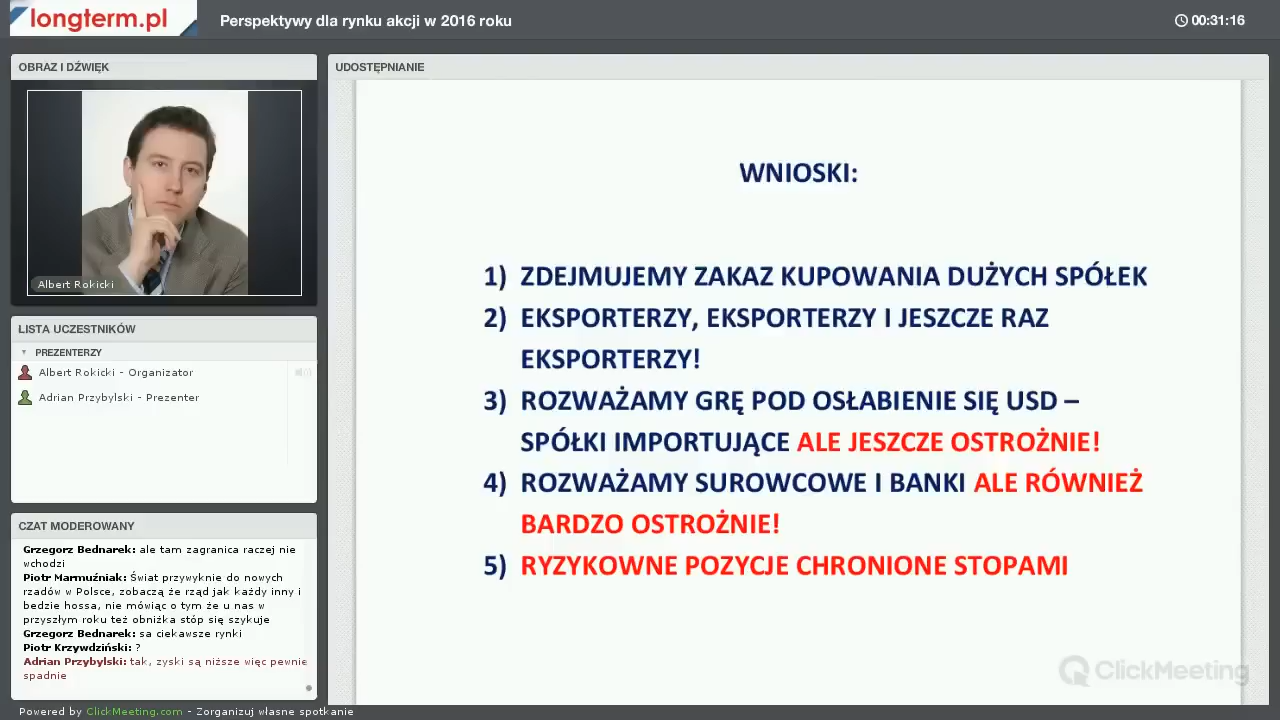 longterm.pl
Perspektywy dla rynku akcji w 2016 roku
00:31:16
OBRAZ I DŹWIĘK
Albert Rokicki
LISTA UCZESTNIKÓW
PREZENTERZY
Albert Rokicki - Organizator
Adrian Przybylski - Prezenter
CZAT MODEROWANY
Grzegorz Bednarek: ale tam zagranica raczej nie
wchodzi
Piotr Marmuźniak: Świat przywyknie do nowych
rzadów w Polsce, zobaczą że rząd jak każdy inny i
bedzie hossa, nie mówiąc o tym że u nas w
przyszłym roku też obniżka stóp się szykuje
Grzegorz Bednarek: sa ciekawsze rynki
Piotr Krzywdziński: ?
Adrian Przybylski: tak, zyski są niższe więc pewnie
spadnie
UDOSTĘPNIANIE
WNIOSKI:
1) ZDEJMUJEMY ZAKAZ KUPOWANIA DUŻYCH SPÓŁEK
2) EKSPORTERZY, EKSPORTERZY I JESZCZE RAZ
EKSPORTERZY!
3) ROZWAŻAMY GRĘ POD OSŁABIENIE SIĘ USD –
SPÓŁKI IMPORTUJĄCE ALE JESZCZE OSTROŻNIE!
4) ROZWAŻAMY SUROWCOWE I BANKI ALE RÓWNIEŻ
BARDZO OSTROŻNIE!
5) RYZYKOWNE POZYCJE CHRONIONE STOPAMI
ClickMeeting
Powered by ClickMeeting.com - Zorganizuj własne spotkanie